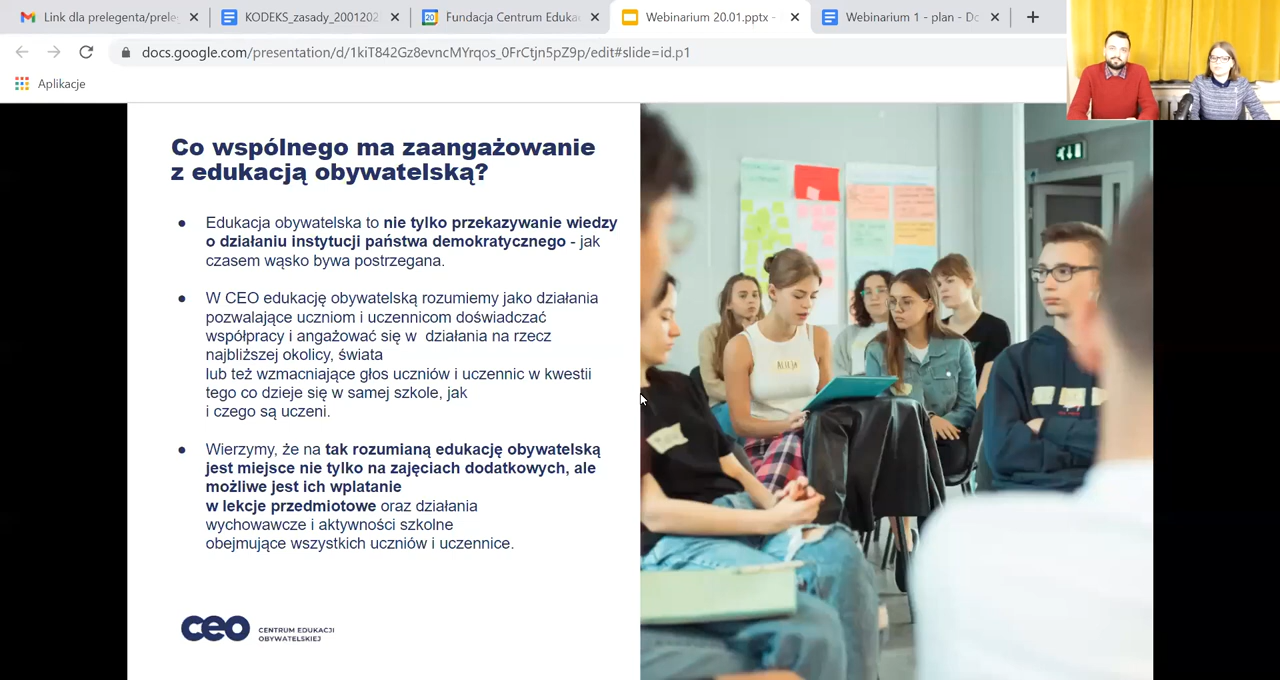 Link dla prelegenta/prele
KODEKS_zasady_2001202
Fundacja Centrum Eduka
Webinarium 20.01.pptx -
Webinarium 1 - plan - Do
docs.google.com/presentation/d/1kiT842Gz8evncMYrqos_0FrCtjn5pZ9p/edit#slide=id.p1
Aplikacje
Co wspólnego ma zaangażowanie
z edukacją obywatelską?
● Edukacja obywatelska to nie tylko przekazywanie wiedzy
o działaniu instytucji państwa demokratycznego - jak
czasem wąsko bywa postrzegana.
● W CEO edukację obywatelską rozumiemy jako działania
pozwalające uczniom i uczennicom doświadczać
współpracy i angażować się w działania na rzecz
najbliższej okolicy, świata
lub też wzmacniające głos uczniów i uczennic w kwestii
tego co dzieje się w samej szkole, jak
i czego są uczeni.
● Wierzymy, że na tak rozumianą edukację obywatelską
jest miejsce nie tylko na zajęciach dodatkowych, ale
możliwe jest ich wplatanie
w lekcje przedmiotowe oraz działania
wychowawcze i aktywności szkolne
obejmujące wszystkich uczniów i uczennice.
ceo CENTRUM EDUKACJI
OBYWATELSKIEJ
ALICJA